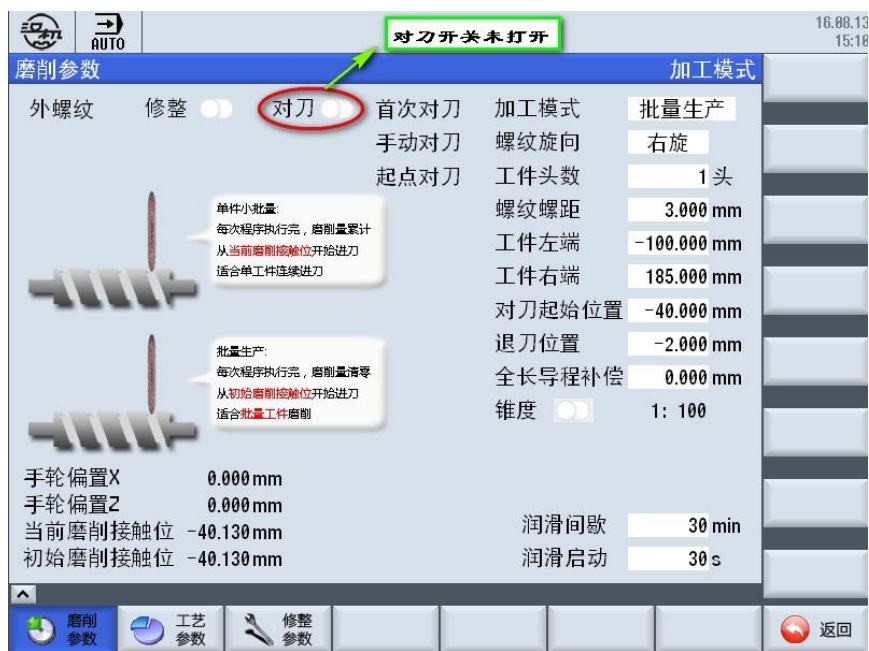 汉机
AUTO
对刀开关未打开
16.08.13
15:10
磨削参数
加工模式
外螺纹 修整 对刀 首次对刀
手动对刀
起点对刀
单件小批量:
每次程序执行完，磨削量累计
从当前磨削接触位开始进刀
适合单工件连续进刀
批量生产:
每次程序执行完，磨削量清零
从初始磨削接触位开始进刀
适合批量工件磨削
加工模式 批量生产
螺纹旋向 右旋
工件头数 1 头
螺纹螺距 3.000 mm
工件左端 -100.000 mm
工件右端 185.000 mm
对刀起始位置 -40.000 mm
退刀位置 -2.000 mm
全长导程补偿 0.000 mm
锥度 1: 100
手轮偏置X 0.000 mm
手轮偏置Z 0.000 mm
当前磨削接触位 -40.130 mm
初始磨削接触位 -40.130 mm
润滑间歇 30 min
润滑启动 30 s
磨削
参数
工艺
参数
修整
参数
返回